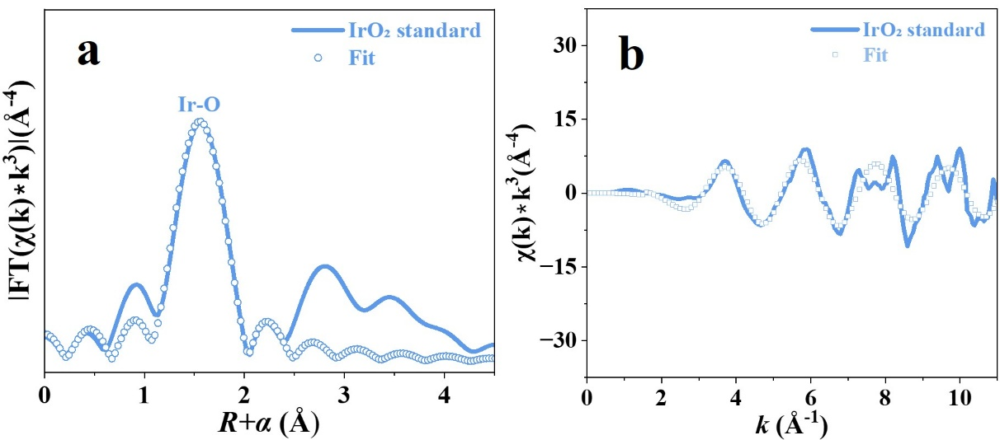 a
IrO₂ standard
Fit
Ir-O
|FT(χ(k)*k³)|(Å⁻⁴)
0 1 2 3 4
R+α (Å)
b
IrO₂ standard
Fit
30
15
0
−15
−30
χ(k)*k³(Å⁻⁴)
0 2 4 6 8 10
k (Å⁻¹)